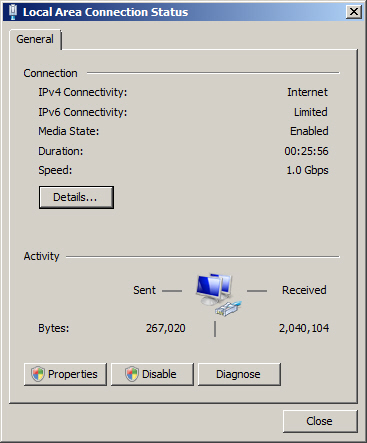 Local Area Connection Status
General
Connection
IPv4 Connectivity: Internet
IPv6 Connectivity: Limited
Media State: Enabled
Duration: 00:25:56
Speed: 1.0 Gbps
Details...
Activity
Sent Received
Bytes: 267,020 2,040,104
Properties Disable Diagnose
Close